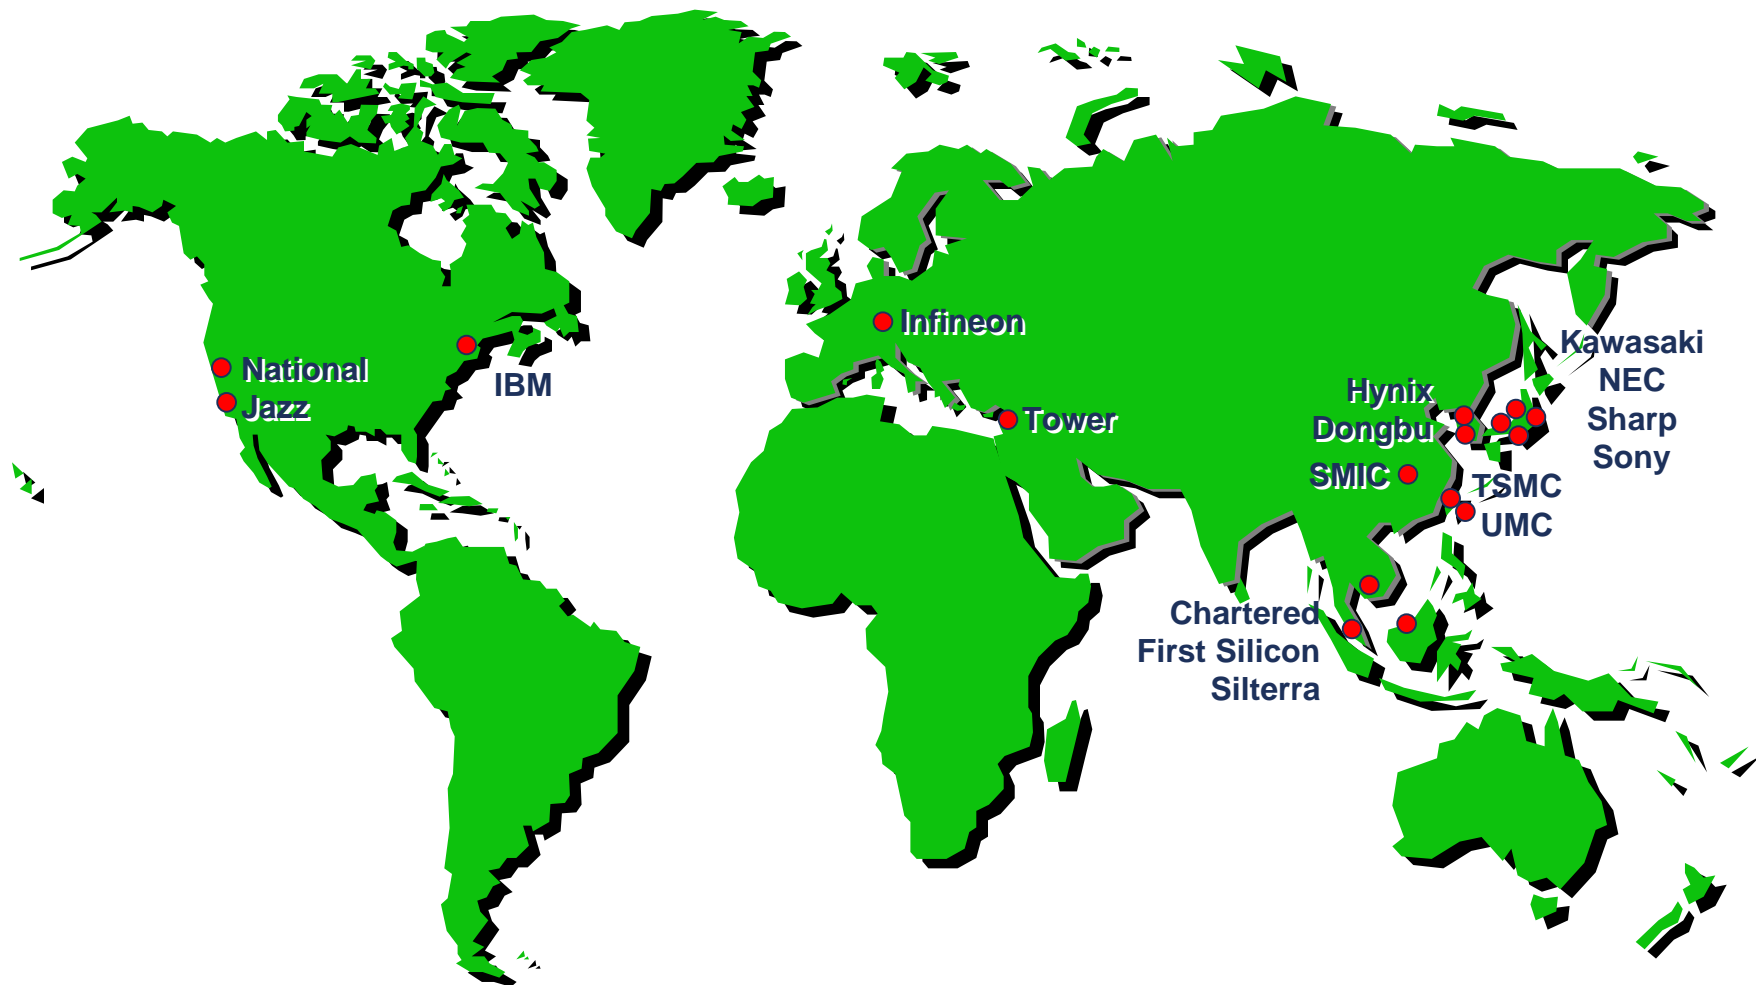 Infineon
National
Jazz
IBM
Tower
Kawasaki
NEC
Sharp
Sony
Hynix
Dongbu
SMIC
TSMC
UMC
Chartered
First Silicon
Silterra